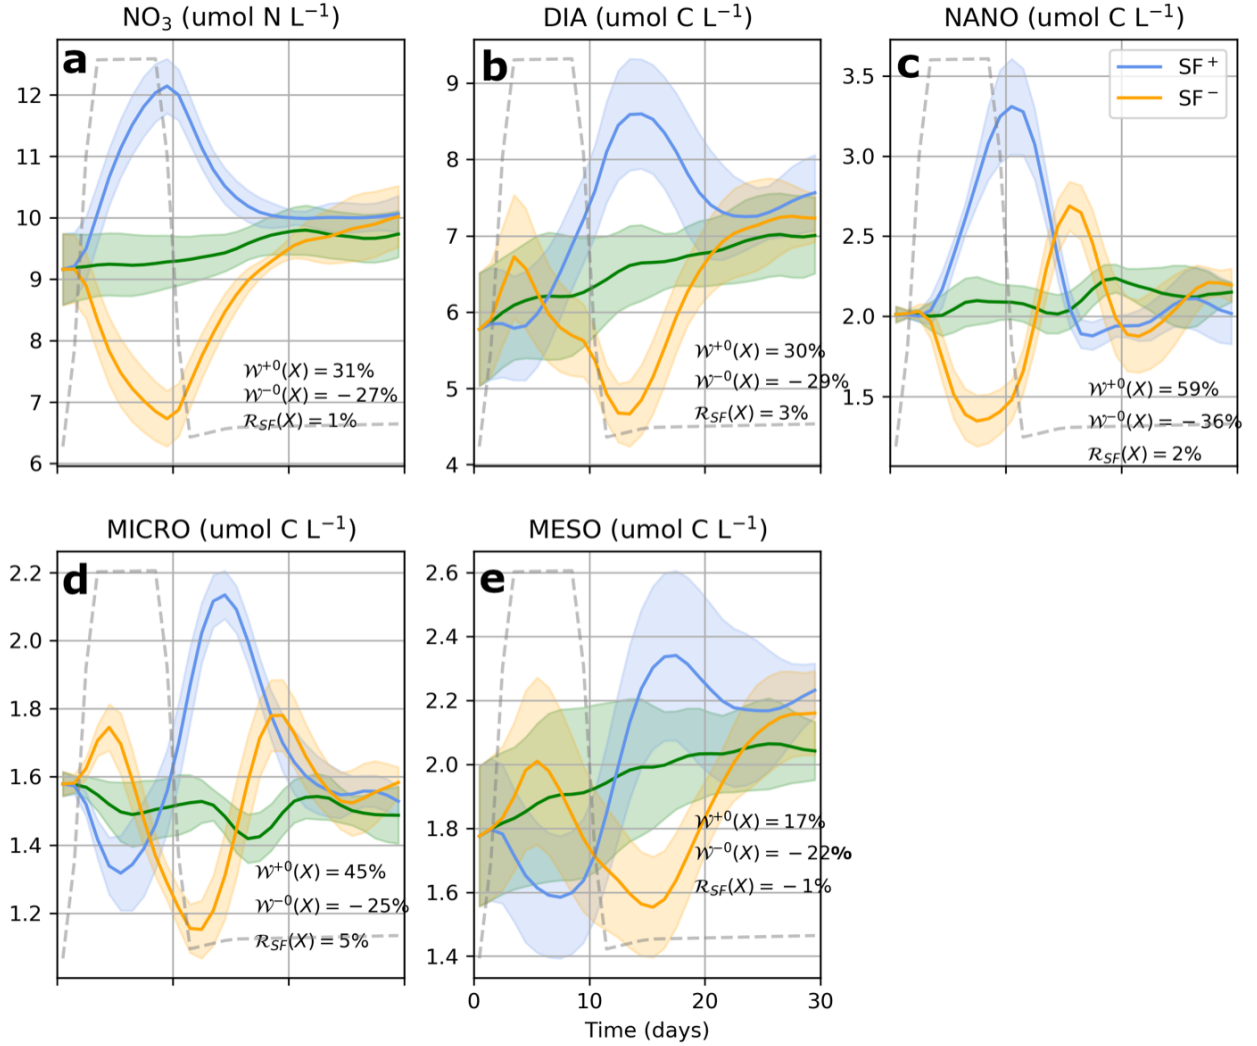 NO₃ (umol N L⁻¹)
DIA (umol C L⁻¹)
NANO (umol C L⁻¹)
a
12
11
10
9
8
7
6
𝒲⁺⁰(X) = 31%
𝒲⁻⁰(X) = −27%
ℛ_SF(X) = 1%
b
9
8
7
6
5
4
𝒲⁺⁰(X) = 30%
𝒲⁻⁰(X) = −29%
ℛ_SF(X) = 3%
c
SF⁺
SF⁻
3.5
3.0
2.5
2.0
1.5
𝒲⁺⁰(X) = 59%
𝒲⁻⁰(X) = −36%
ℛ_SF(X) = 2%
MICRO (umol C L⁻¹)
MESO (umol C L⁻¹)
d
2.2
2.0
1.8
1.6
1.4
1.2
𝒲⁺⁰(X) = 45%
𝒲⁻⁰(X) = −25%
ℛ_SF(X) = 5%
e
2.6
2.4
2.2
2.0
1.8
1.6
1.4
𝒲⁺⁰(X) = 17%
𝒲⁻⁰(X) = −22%
ℛ_SF(X) = −1%
0 10 20 30
Time (days)